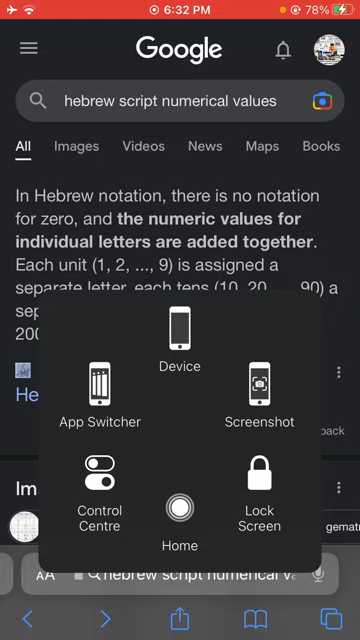 6:32 PM
78%
Google
hebrew script numerical values
All Images Videos News Maps Books
In Hebrew notation, there is no notation
for zero, and the numeric values for
individual letters are added together.
Each unit (1, 2, ..., 9) is assigned a
separate letter, each tens (10, 20, ... 90) a
sep
200
Device
He
App Switcher
Screenshot
back
Control
Centre
Lock
Screen
Home
gematr
AA hebrew script numerical va